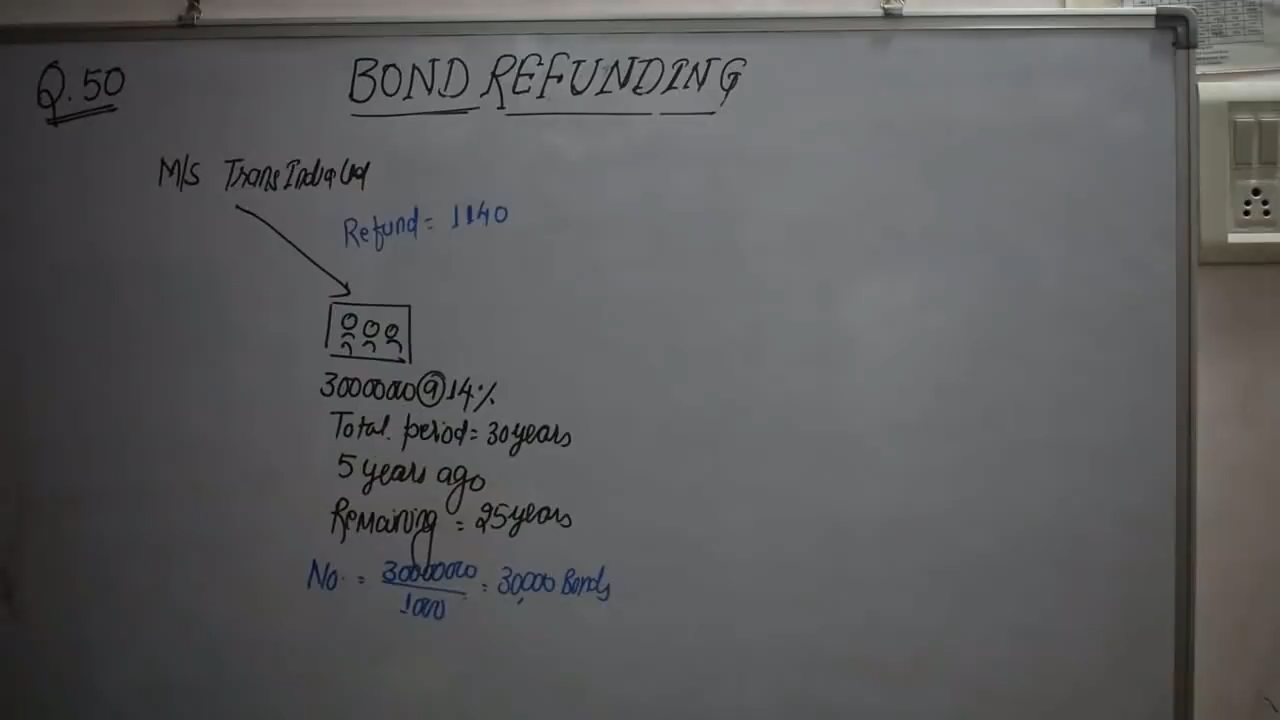 Q.50
BOND REFUNDING
M/S Trans India Ltd
Refund = 1140
3000000 @ 14%
Total period = 30 years
5 years ago
Remaining = 25 years
No. = 30000000 / 1000 = 30,000 Bonds